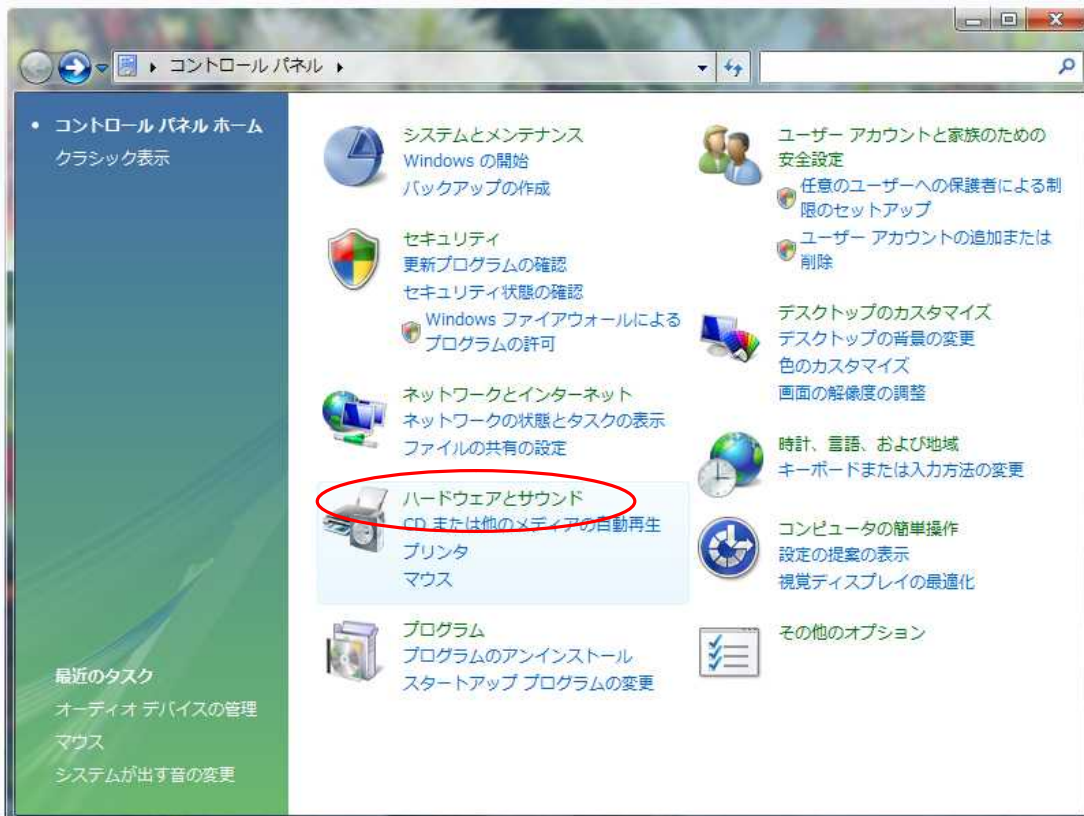 コントロール パネル
コントロール パネル ホーム
クラシック表示
最近のタスク
オーディオ デバイスの管理
マウス
システムが出す音の変更
システムとメンテナンス
Windows の開始
バックアップの作成
セキュリティ
更新プログラムの確認
セキュリティ状態の確認
Windows ファイアウォールによる
プログラムの許可
ネットワークとインターネット
ネットワークの状態とタスクの表示
ファイルの共有の設定
ハードウェアとサウンド
CD または他のメディアの自動再生
プリンタ
マウス
プログラム
プログラムのアンインストール
スタートアップ プログラムの変更
ユーザー アカウントと家族のための
安全設定
任意のユーザーへの保護者による制
限のセットアップ
ユーザー アカウントの追加または
削除
デスクトップのカスタマイズ
デスクトップの背景の変更
色のカスタマイズ
画面の解像度の調整
時計、言語、および地域
キーボードまたは入力方法の変更
コンピュータの簡単操作
設定の提案の表示
視覚ディスプレイの最適化
その他のオプション